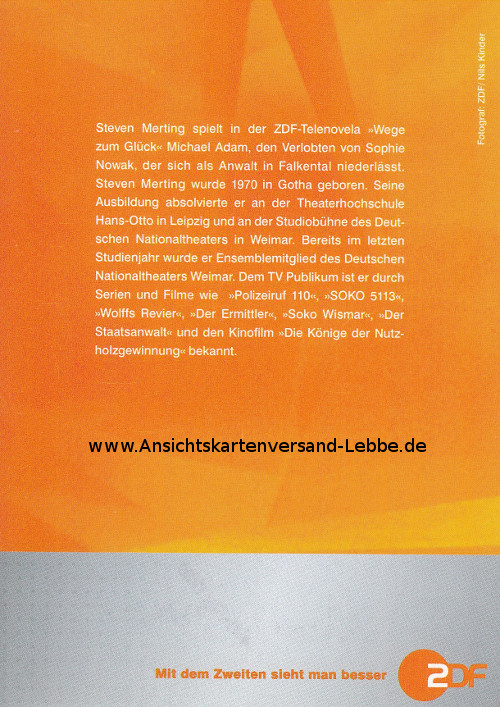 Fotograf: ZDF/ Nils Kinder
Steven Merting spielt in der ZDF-Telenovela »Wege
zum Glück« Michael Adam, den Verlobten von Sophie
Nowak, der sich als Anwalt in Falkental niederlässt.
Steven Merting wurde 1970 in Gotha geboren. Seine
Ausbildung absolvierte er an der Theaterhochschule
Hans-Otto in Leipzig und an der Studiobühne des Deut-
schen Nationaltheaters in Weimar. Bereits im letzten
Studienjahr wurde er Ensemblemitglied des Deutschen
Nationaltheaters Weimar. Dem TV Publikum ist er durch
Serien und Filme wie »Polizeiruf 110«, »SOKO 5113«,
»Wolffs Revier«, »Der Ermittler«, »Soko Wismar«, »Der
Staatsanwalt« und den Kinofilm »Die Könige der Nutz-
holzgewinnung« bekannt.
www.Ansichtskartenversand-Lebbe.de
Mit dem Zweiten sieht man besser
2DF